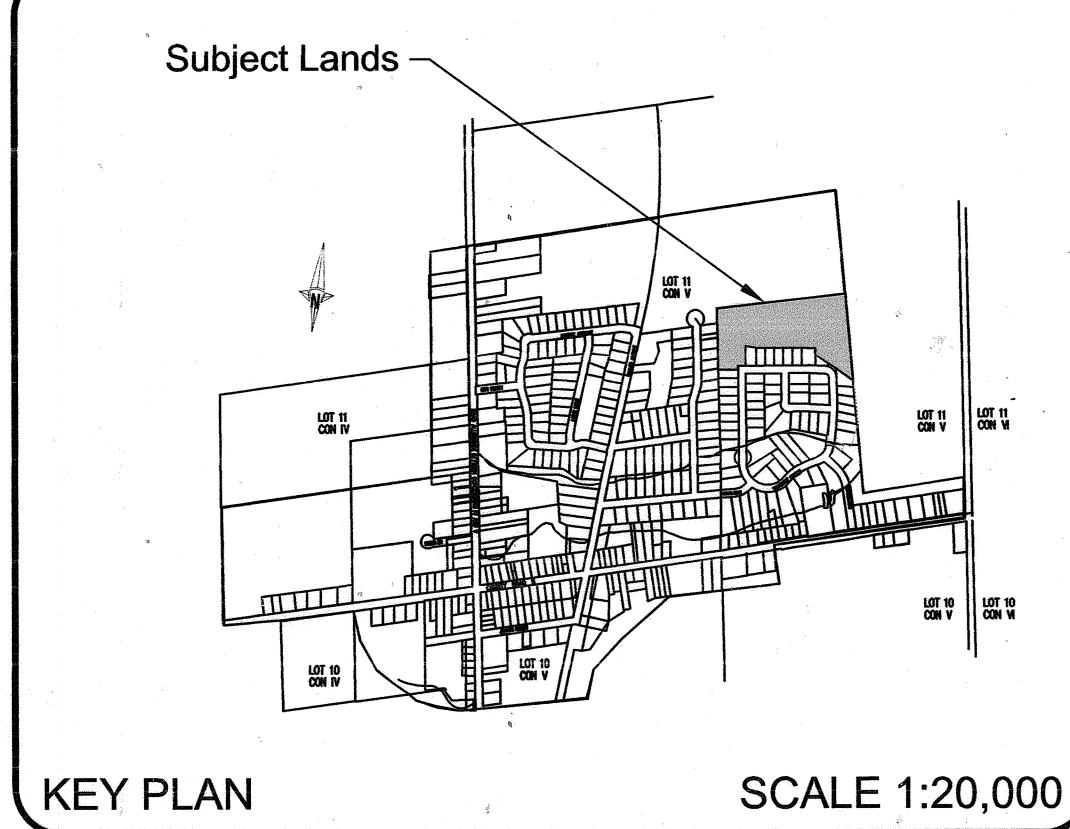 Subject Lands
LOT 11
CON V
N
LOT 11
CON IV
LOT 11
CON V
LOT 11
CON VI
LOT 10
CON V
LOT 10
CON VI
LOT 10
CON IV
LOT 10
CON V
KEY PLAN
SCALE 1:20,000